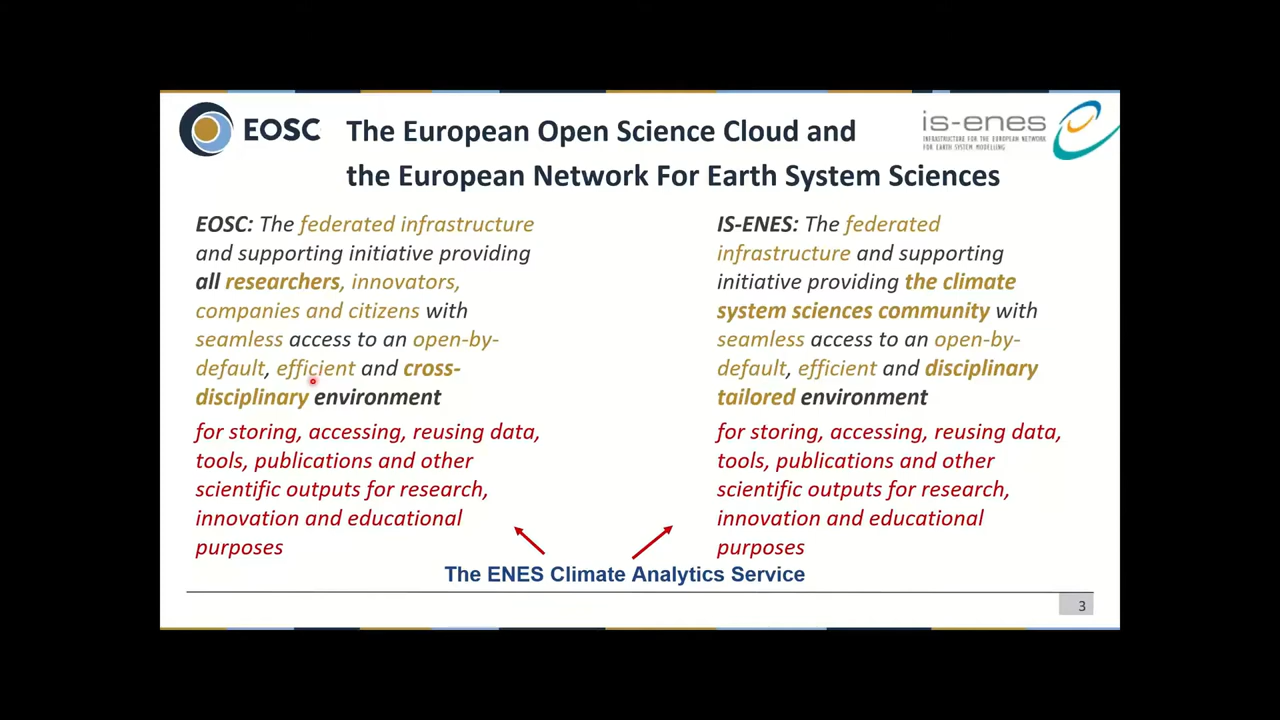 EOSC
The European Open Science Cloud and
the European Network For Earth System Sciences
is-enes
INFRASTRUCTURE FOR THE EUROPEAN NETWORK
FOR EARTH SYSTEM MODELLING
EOSC: The federated infrastructure
and supporting initiative providing
all researchers, innovators,
companies and citizens with
seamless access to an open-by-
default, efficient and cross-
disciplinary environment
for storing, accessing, reusing data,
tools, publications and other
scientific outputs for research,
innovation and educational
purposes
IS-ENES: The federated
infrastructure and supporting
initiative providing the climate
system sciences community with
seamless access to an open-by-
default, efficient and disciplinary
tailored environment
for storing, accessing, reusing data,
tools, publications and other
scientific outputs for research,
innovation and educational
purposes
The ENES Climate Analytics Service
3